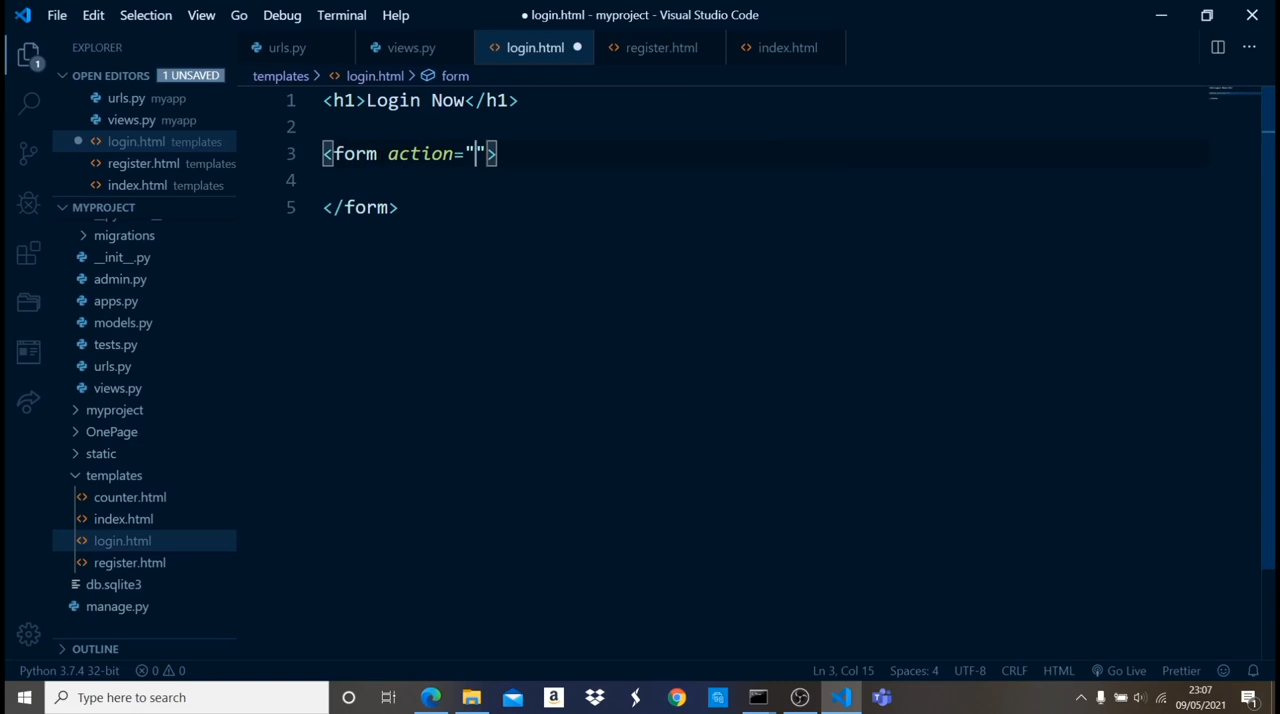 File Edit Selection View Go Debug Terminal Help
● login.html - myproject - Visual Studio Code
EXPLORER
urls.py
views.py
login.html
register.html
index.html
OPEN EDITORS 1 UNSAVED
urls.py myapp
views.py myapp
login.html templates
register.html templates
index.html templates
MYPROJECT
migrations
__init__.py
admin.py
apps.py
models.py
tests.py
urls.py
views.py
myproject
OnePage
static
templates
counter.html
index.html
login.html
register.html
db.sqlite3
manage.py
OUTLINE
templates > login.html > form
1 <h1>Login Now</h1>
2
3 <form action="">
4
5 </form>
1
Python 3.7.4 32-bit 0 0
Ln 3, Col 15 Spaces: 4 UTF-8 CRLF HTML Go Live Prettier
Type here to search
23:07
09/05/2021
1